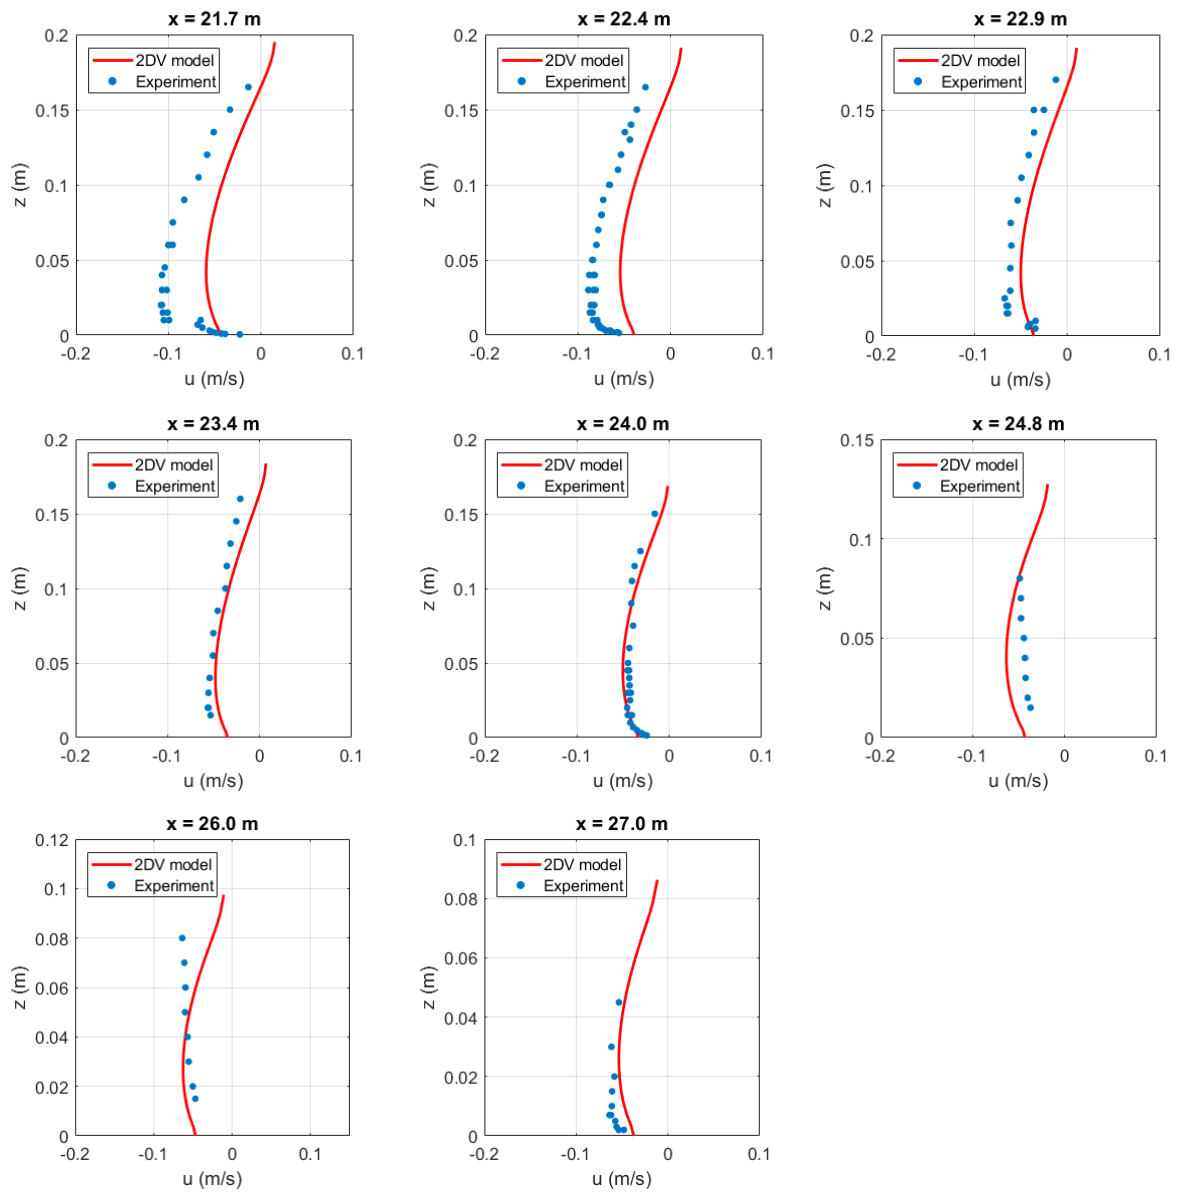 x = 21.7 m
2DV model
Experiment
0.2
0.15
0.1
0.05
0
z (m)
-0.2 -0.1 0 0.1
u (m/s)
x = 22.4 m
2DV model
Experiment
0.2
0.15
0.1
0.05
0
z (m)
-0.2 -0.1 0 0.1
u (m/s)
x = 22.9 m
2DV model
Experiment
0.2
0.15
0.1
0.05
0
z (m)
-0.2 -0.1 0 0.1
u (m/s)
x = 23.4 m
2DV model
Experiment
0.2
0.15
0.1
0.05
0
z (m)
-0.2 -0.1 0 0.1
u (m/s)
x = 24.0 m
2DV model
Experiment
0.2
0.15
0.1
0.05
0
z (m)
-0.2 -0.1 0 0.1
u (m/s)
x = 24.8 m
2DV model
Experiment
0.15
0.1
0.05
0
z (m)
-0.2 -0.1 0 0.1
u (m/s)
x = 26.0 m
2DV model
Experiment
0.12
0.1
0.08
0.06
0.04
0.02
0
z (m)
-0.2 -0.1 0 0.1
u (m/s)
x = 27.0 m
2DV model
Experiment
0.1
0.08
0.06
0.04
0.02
0
z (m)
-0.2 -0.1 0 0.1
u (m/s)